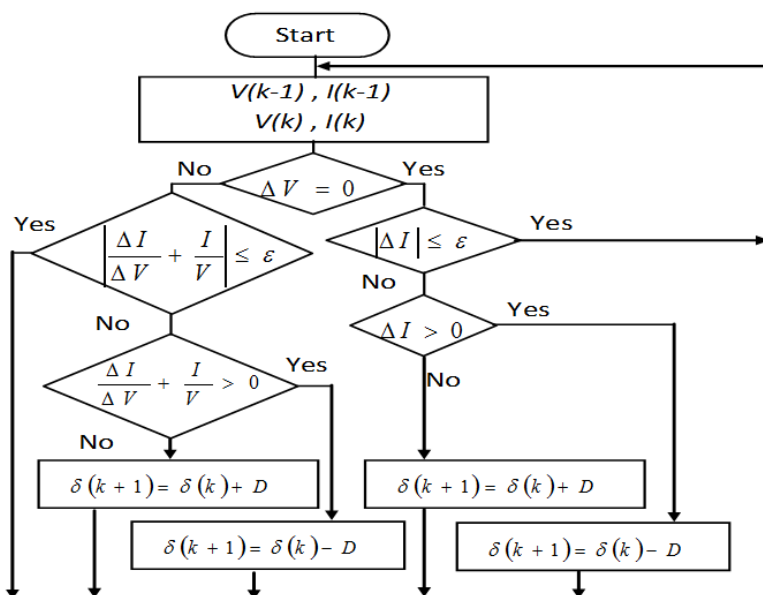 Start
V(k-1) , I(k-1)
V(k) , I(k)
No
Yes
Δ V = 0
Yes
|ΔI/ΔV + I/V| ≤ ε
|ΔI| ≤ ε
Yes
No
No
ΔI > 0
Yes
ΔI/ΔV + I/V > 0
Yes
No
No
δ(k + 1) = δ(k) + D
δ(k + 1) = δ(k) + D
δ(k + 1) = δ(k) − D
δ(k + 1) = δ(k) − D